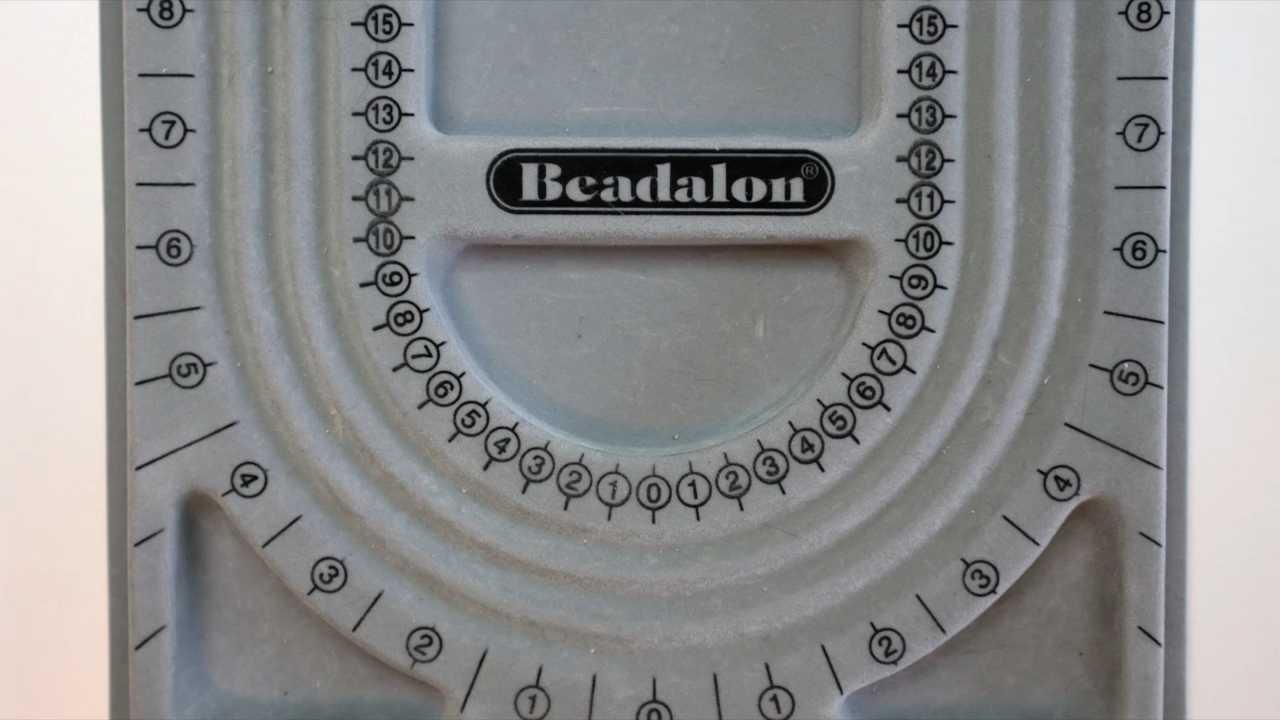 8 15 15 8
14 14
7 13 13 7
12 Beadalon® 12
11 11
6 10 10 6
9 9
8 8
5 7 7 5
6 6
5 5
4 4 4 4
3 2 1 0 1 2 3
3 3
2 2
1 0 1